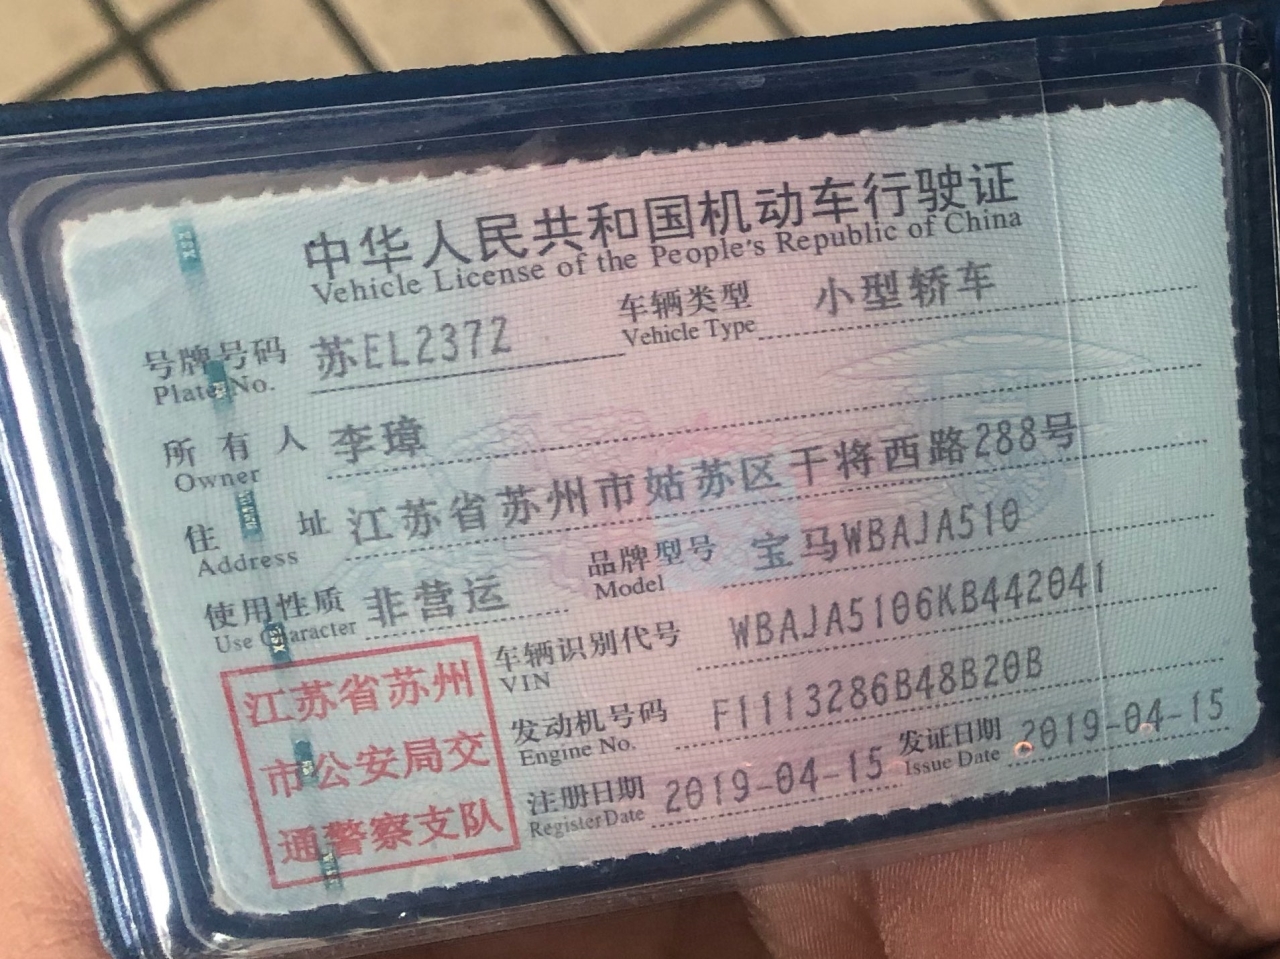 中华人民共和国机动车行驶证
Vehicle License of the People's Republic of China
号牌号码 苏EL2372 车辆类型 小型轿车
Plate No. Vehicle Type
所有人 李璋
Owner
住址 江苏省苏州市姑苏区干将西路288号
Address
使用性质 非营运 品牌型号 宝马WBAJA510
Use Character Model
车辆识别代号 WBAJA5106KB442041
VIN
发动机号码 F1113286B48B20B
Engine No.
注册日期 2019-04-15 发证日期 2019-04-15
Register Date Issue Date
江苏省苏州
市公安局交
通警察支队